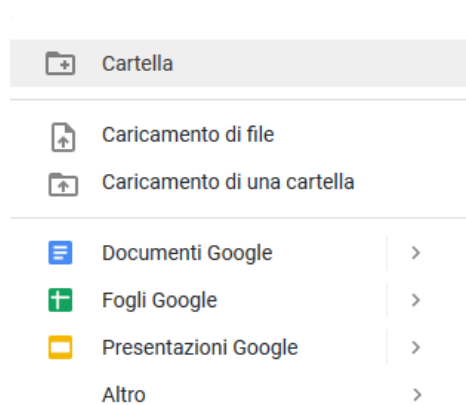 Cartella
Caricamento di file
Caricamento di una cartella
Documenti Google
Fogli Google
Presentazioni Google
Altro